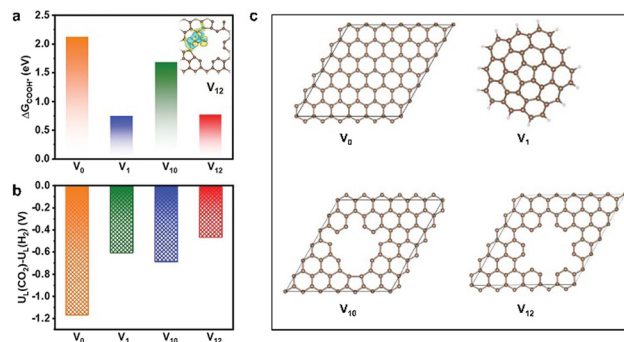 a
ΔG_COOH* (eV)
2.5
2.0
1.5
1.0
0.5
0.0
V₁₂
V₀
V₁
V₁₀
V₁₂
b
U_L(CO₂)-U_L(H₂) (V)
0.0
-0.2
-0.4
-0.6
-0.8
-1.0
-1.2
V₀
V₁
V₁₀
V₁₂
c
V₀
V₁
V₁₀
V₁₂